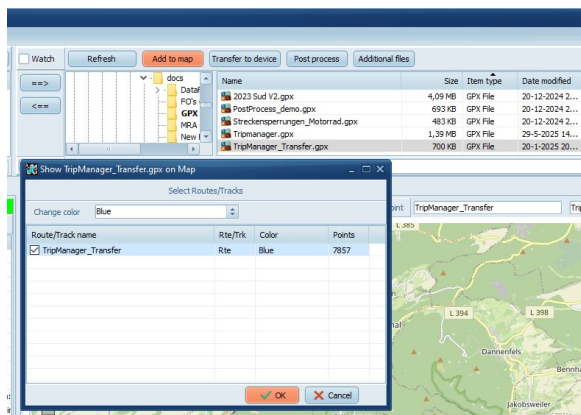 Watch Refresh Add to map Transfer to device Post process Additional files
==>
<==
docs
FO's
GPX
MRA
Name Size Item type Date modified
2023 Sud V2.gpx 4,09 MB GPX File 20-12-2024 2...
PostProcess_demo.gpx 693 KB GPX File 20-12-2024 2...
Streckensperrungen_Motorrad.gpx 483 KB GPX File 20-12-2024 2...
Tripmanager.gpx 1,39 MB GPX File 29-5-2025 14...
TripManager_Transfer.gpx 700 KB GPX File 20-1-2025 20...
Show TripManager_Transfer.gpx on Map
Select Routes/Tracks
Change color Blue
Route/Track name Rte/Trk Color Points
TripManager_Transfer Rte Blue 7857
OK Cancel
TripManager_Transfer
L 385
L 394 L 398
Dannenfels
Jakobsweiler